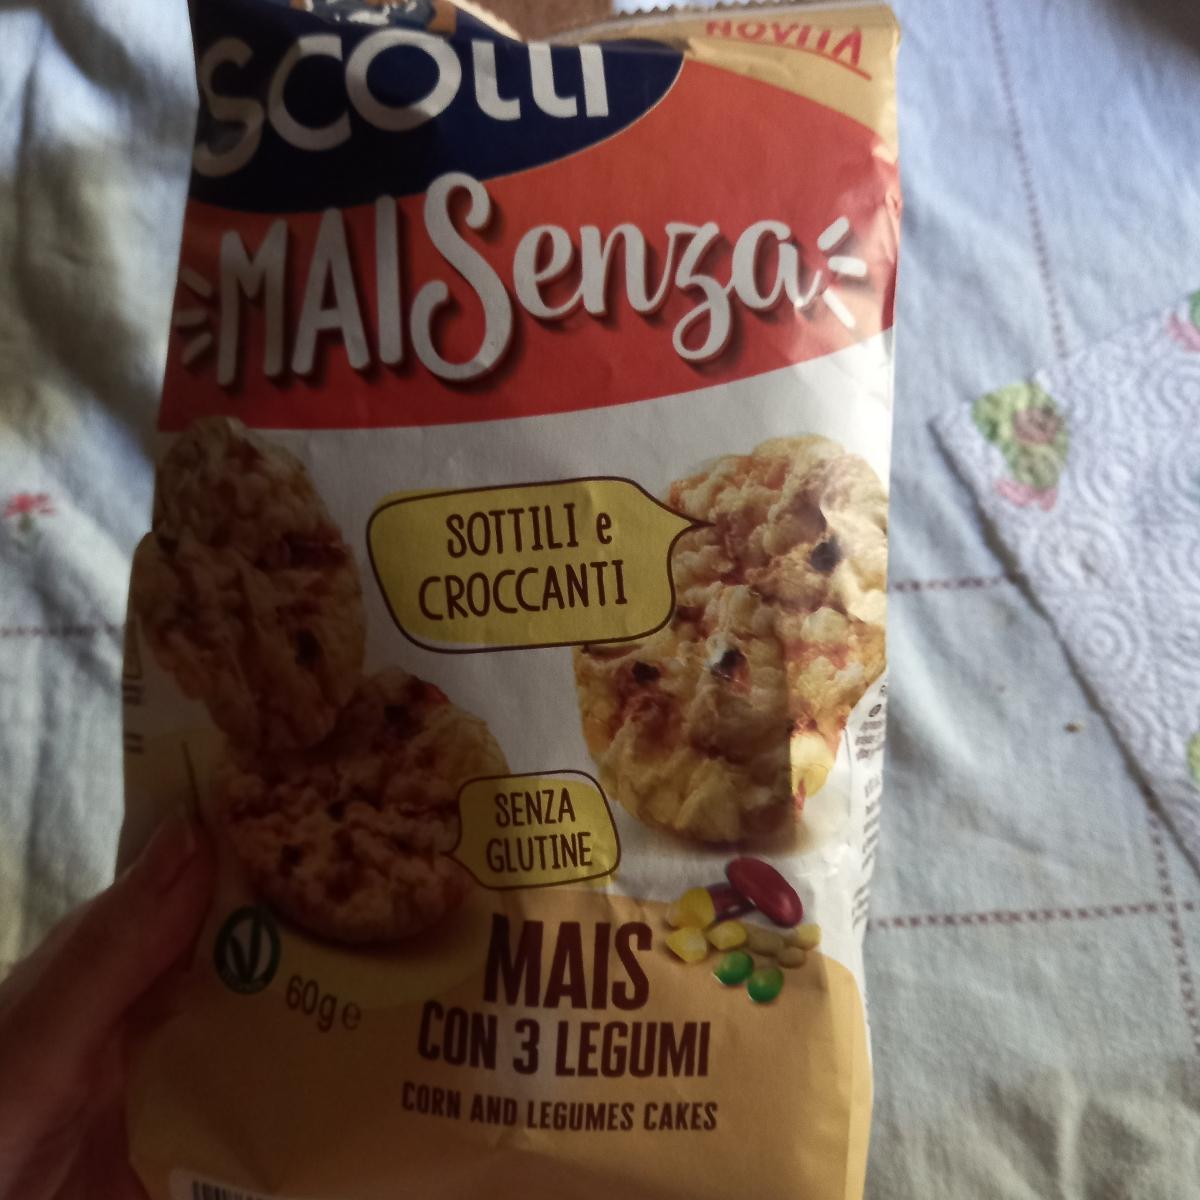 scotti
NOVITÀ
MAISenza
SOTTILI e
CROCCANTI
SENZA
GLUTINE
MAIS
CON 3 LEGUMI
CORN AND LEGUMES CAKES
60g e